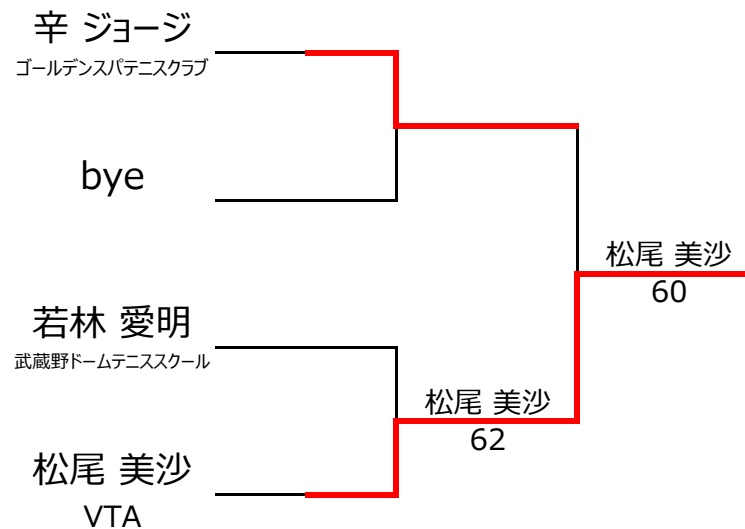 辛 ジョージ
ゴールデンスパテニスクラブ
bye
若林 愛明
武蔵野ドームテニススクール
松尾 美沙
VTA
松尾 美沙
62
松尾 美沙
60